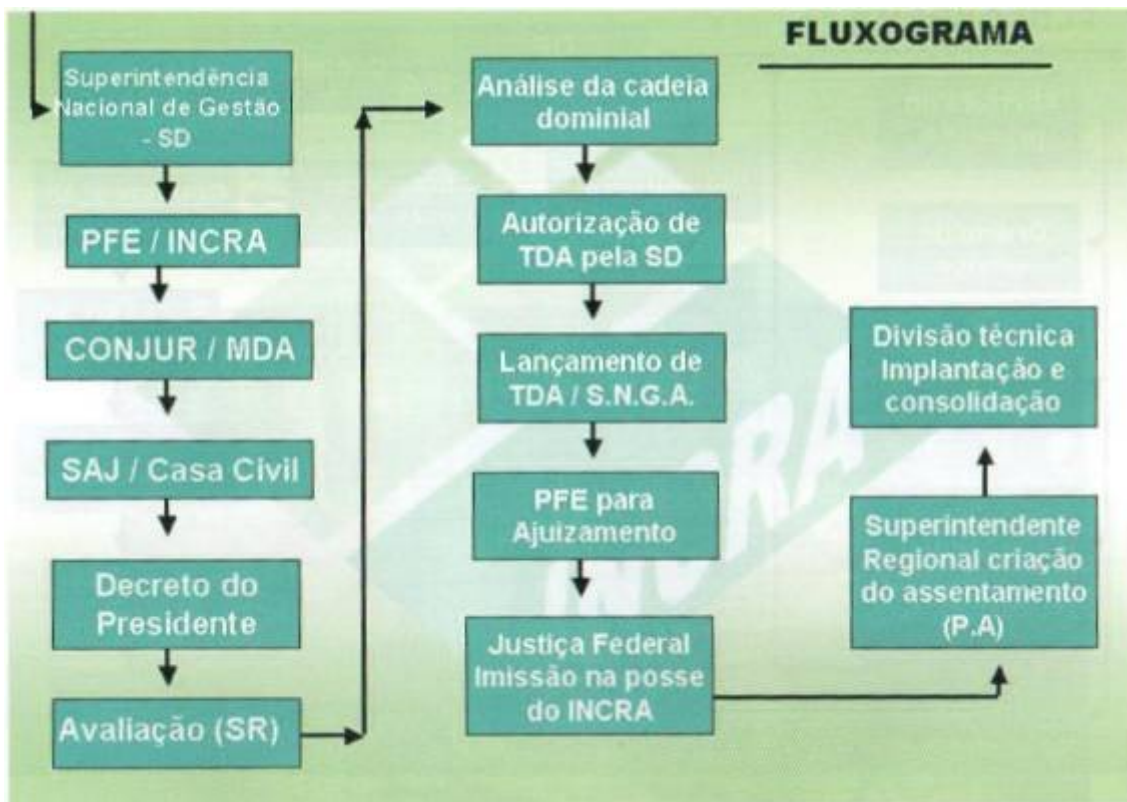 FLUXOGRAMA
Superintendência
Nacional de Gestão
- SD
PFE / INCRA
CONJUR / MDA
SAJ / Casa Civil
Decreto do
Presidente
Avaliação (SR)
Análise da cadeia
dominial
Autorização de
TDA pela SD
Lançamento de
TDA / S.N.G.A.
PFE para
Ajuizamento
Justiça Federal
Imissão na posse
do INCRA
Superintendente
Regional criação
do assentamento
(P.A)
Divisão técnica
Implantação e
consolidação
INCRA